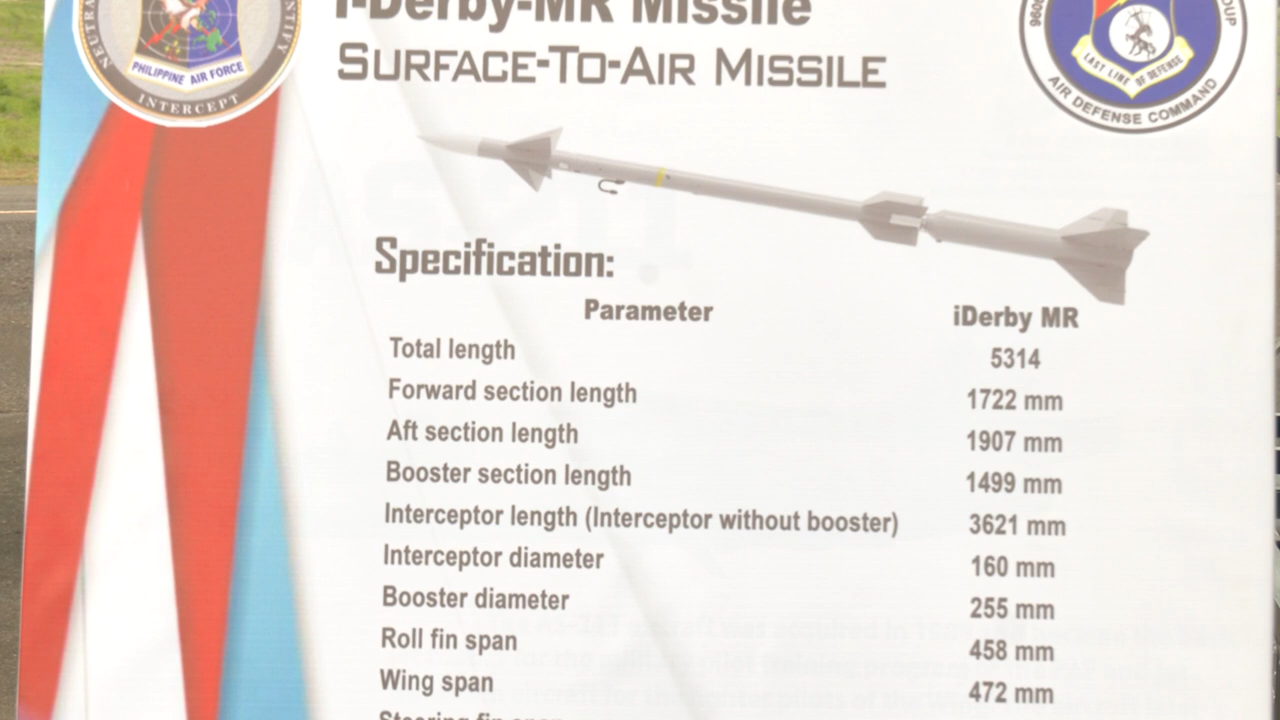 I-Derby-MR Missile
SURFACE-TO-AIR MISSILE
PHILIPPINE AIR FORCE
INTERCEPT
LAST LINE OF DEFENSE
AIR DEFENSE COMMAND
Specification:
Parameter iDerby MR
Total length 5314
Forward section length 1722 mm
Aft section length 1907 mm
Booster section length 1499 mm
Interceptor length (Interceptor without booster) 3621 mm
Interceptor diameter 160 mm
Booster diameter 255 mm
Roll fin span 458 mm
Wing span 472 mm